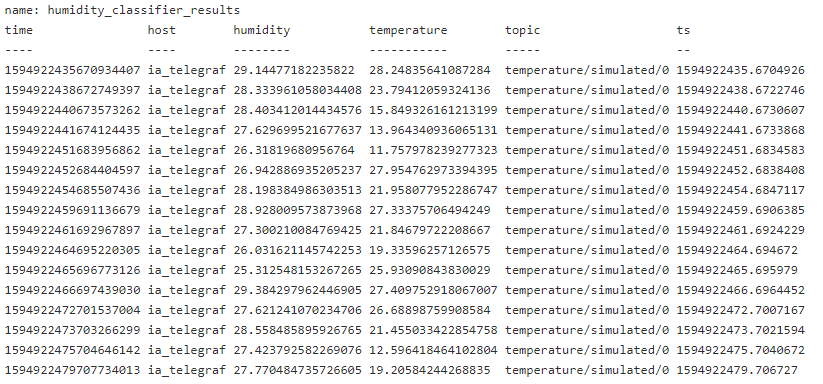 name: humidity_classifier_results
time host humidity temperature topic ts
---- ---- -------- ----------- ----- --
1594922435670934407 ia_telegraf 29.14477182235822 28.24835641087284 temperature/simulated/0 1594922435.6704926
1594922438672749397 ia_telegraf 28.333961058034408 23.79412059324136 temperature/simulated/0 1594922438.6722746
1594922440673573262 ia_telegraf 28.403412014434576 15.849326161213199 temperature/simulated/0 1594922440.6730607
1594922441674124435 ia_telegraf 27.629699521677637 13.964340936065131 temperature/simulated/0 1594922441.6733868
1594922451683956862 ia_telegraf 26.31819680956764 11.757978239277323 temperature/simulated/0 1594922451.6834583
1594922452684404597 ia_telegraf 26.942886935205237 27.954762973394395 temperature/simulated/0 1594922452.6838408
1594922454685507436 ia_telegraf 28.198384986303513 21.958077952286747 temperature/simulated/0 1594922454.6847117
1594922459691136679 ia_telegraf 28.928009573873968 27.33375706494249 temperature/simulated/0 1594922459.6906385
1594922461692967897 ia_telegraf 27.300210084769425 21.84679722208667 temperature/simulated/0 1594922461.6924229
1594922464695220305 ia_telegraf 26.031621145742253 19.33596257126575 temperature/simulated/0 1594922464.694672
1594922465696773126 ia_telegraf 25.312548153267265 25.93090843830029 temperature/simulated/0 1594922465.695979
1594922466697439030 ia_telegraf 29.384297962446905 27.409752918067007 temperature/simulated/0 1594922466.6964452
1594922472701537004 ia_telegraf 27.621241070234706 26.68898759908584 temperature/simulated/0 1594922472.7007167
1594922473703266299 ia_telegraf 28.558485895926765 21.455033422854758 temperature/simulated/0 1594922473.7021594
1594922475704646142 ia_telegraf 27.423792582269076 12.596418464102804 temperature/simulated/0 1594922475.7040672
1594922479707734013 ia_telegraf 27.770484735726605 19.20584244268835 temperature/simulated/0 1594922479.706727